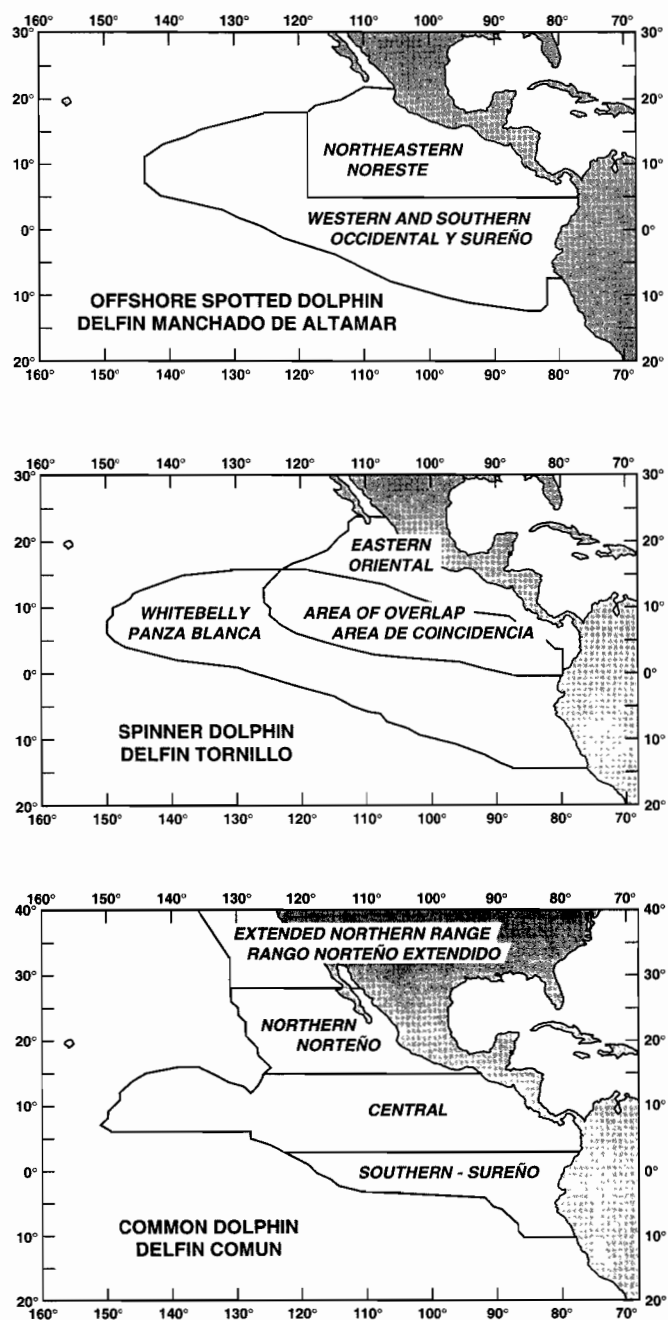 160° 150° 140° 130° 120° 110° 100° 90° 80° 70°
30° 30°
20° 20°
NORTHEASTERN
NORESTE
10° 10°
WESTERN AND SOUTHERN
0° 0°
OCCIDENTAL Y SUREÑO
10° 10°
OFFSHORE SPOTTED DOLPHIN
DELFIN MANCHADO DE ALTAMAR
20° 20°
160° 150° 140° 130° 120° 110° 100° 90° 80° 70°
160° 150° 140° 130° 120° 110° 100° 90° 80° 70°
30° 30°
20° 20°
EASTERN
ORIENTAL
10° 10°
WHITEBELLY AREA OF OVERLAP
PANZA BLANCA AREA DE COINCIDENCIA
0° 0°
SPINNER DOLPHIN
10° 10°
DELFIN TORNILLO
20° 20°
160° 150° 140° 130° 120° 110° 100° 90° 80° 70°
160° 150° 140° 130° 120° 110° 100° 90° 80° 70°
40° 40°
EXTENDED NORTHERN RANGE
RANGO NORTEÑO EXTENDIDO
30° 30°
NORTHERN
NORTEÑO
20° 20°
CENTRAL
10° 10°
SOUTHERN - SUREÑO
0° 0°
COMMON DOLPHIN
10° 10°
DELFIN COMUN
20° 20°
160° 150° 140° 130° 120° 110° 100° 90° 80° 70°